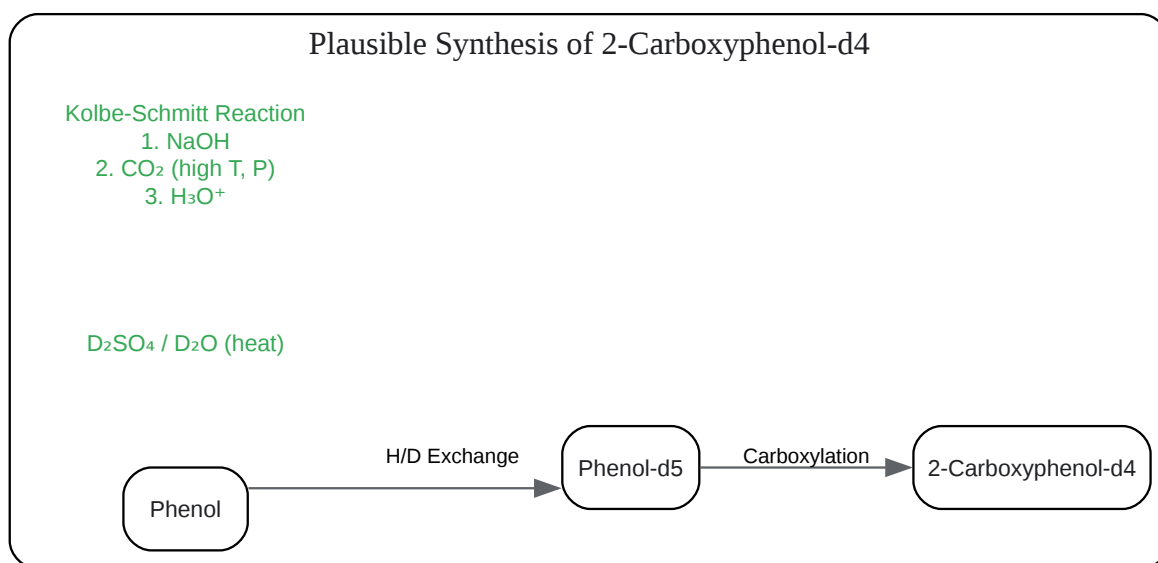 Plausible Synthesis of 2-Carboxyphenol-d4
Kolbe-Schmitt Reaction
1. NaOH
2. CO₂ (high T, P)
3. H₃O⁺
D₂SO₄ / D₂O (heat)
H/D Exchange
Carboxylation
Phenol
Phenol-d5
2-Carboxyphenol-d4